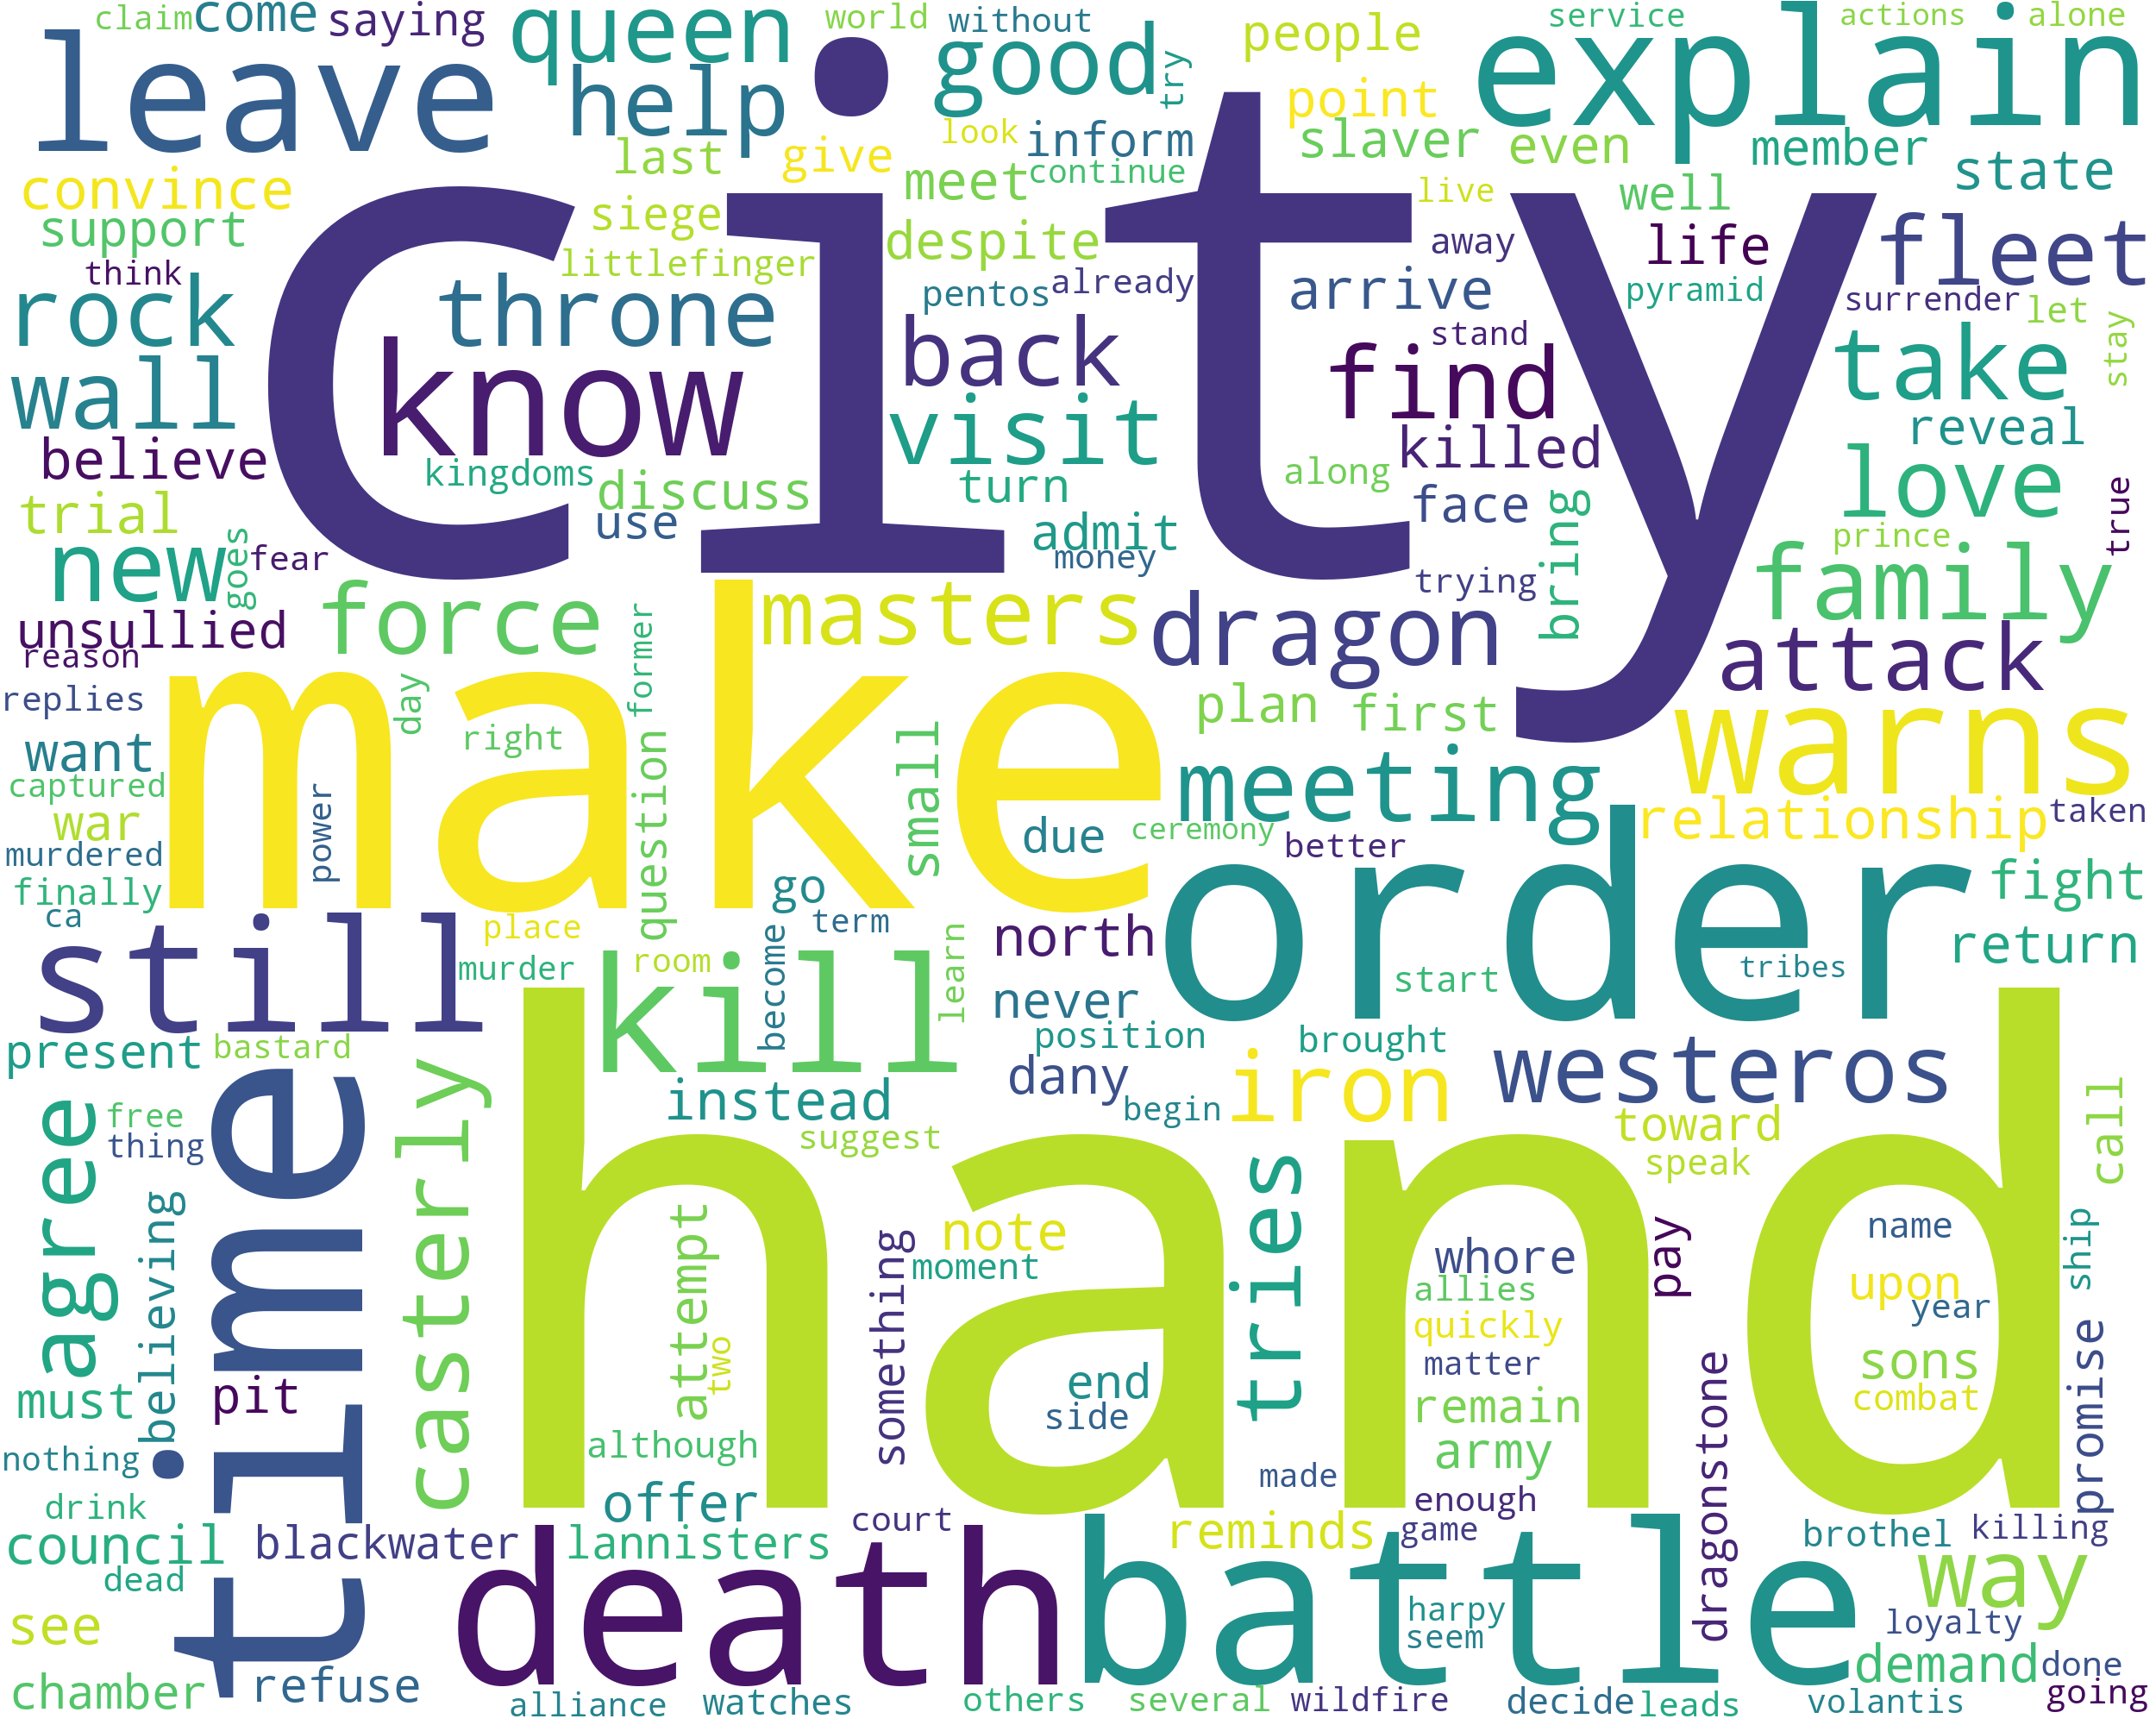 claim
come
saying
queen
world
without
good
people
service
actions
alone
leave
help
try
explain
point
last
give
look
inform
slaver
even
member
state
convince
meet
continue
live
well
support
siege
despite
city
away
life
fleet
think
littlefinger
pentos
already
arrive
pyramid
surrender
let
rock
throne
back
stand
stay
wall
know
visit
find
take
believe
kingdoms
discuss
turn
along
killed
reveal
trial
use
admit
face
love
new
goes
fear
money
trying
bring
prince
true
unsullied
force
masters
dragon
family
reason
attack
replies
day
former
make
plan
first
warns
want
right
question
small
meeting
captured
war
power
due
ceremony
better
relationship
taken
murdered
finally
go
order
fight
ca
place
term
still
kill
north
return
murder
room
become
learn
never
start
tribes
present
bastard
position
brought
casterly
instead
dany
iron
westeros
agree
free
begin
toward
call
thing
time
suggest
speak
believing
hand
attempt
something
note
tries
whore
pay
name
ship
moment
allies
upon
year
two
quickly
must
pit
end
matter
sons
promise
side
remain
combat
nothing
although
army
dragonstone
made
drink
offer
enough
council
blackwater
lannisters
court
reminds
game
brothel
killing
dead
death
battle
way
see
harpy
loyalty
seem
chamber
refuse
demand
done
alliance
watches
others
several
wildfire
decide
leads
volantis
going